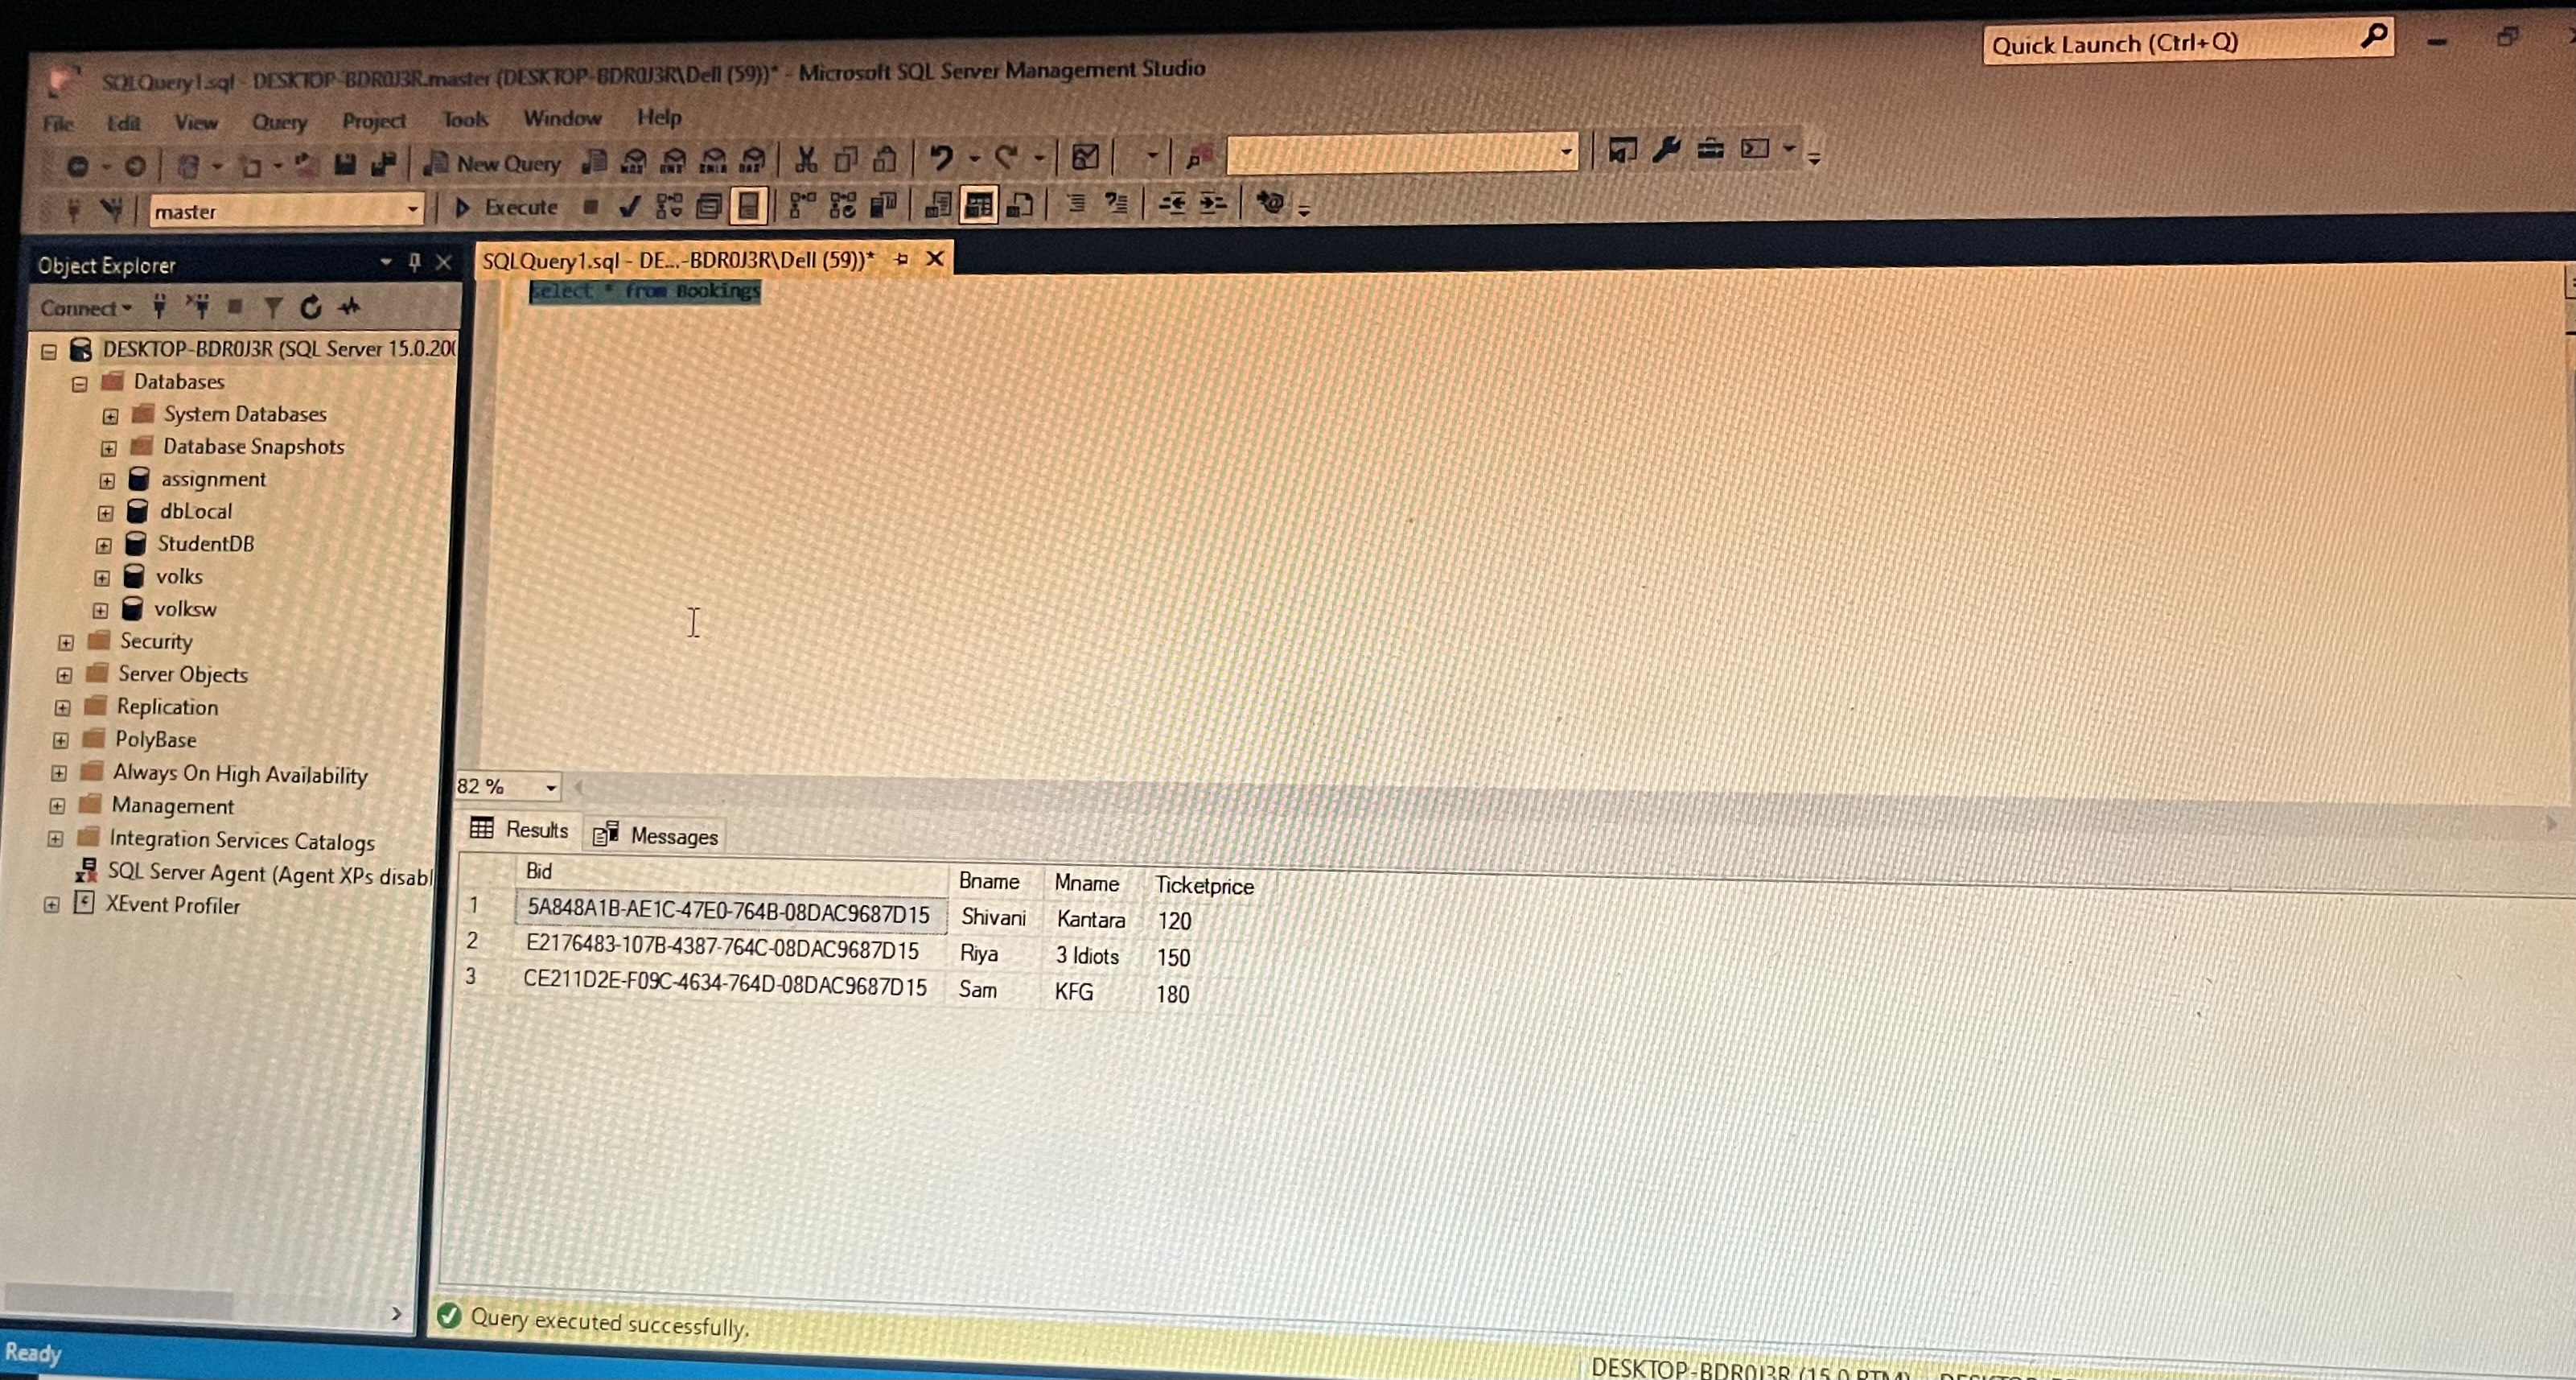 Quick Launch (Ctrl+Q)
SQLQuery1.sql - DESKTOP-BDR0J3R.master (DESKTOP-BDR0J3R\Dell (59))* - Microsoft SQL Server Management Studio
File Edit View Query Project Tools Window Help
New Query
master Execute
Object Explorer
SQLQuery1.sql - DE...-BDR0J3R\Dell (59))*
Connect
select * from Bookings
DESKTOP-BDR0J3R (SQL Server 15.0.200
Databases
System Databases
Database Snapshots
assignment
dbLocal
StudentDB
volks
volksw
Security
Server Objects
Replication
PolyBase
Always On High Availability
Management
Integration Services Catalogs
SQL Server Agent (Agent XPs disabl
XEvent Profiler
82 %
Results Messages
Bid Bname Mname Ticketprice
1 5A848A1B-AE1C-47E0-764B-08DAC9687D15 Shivani Kantara 120
2 E2176483-107B-4387-764C-08DAC9687D15 Riya 3 Idiots 150
3 CE211D2E-F09C-4634-764D-08DAC9687D15 Sam KFG 180
Query executed successfully.
Ready
DESKTOP-BDR0J3R (15.0 RTM)